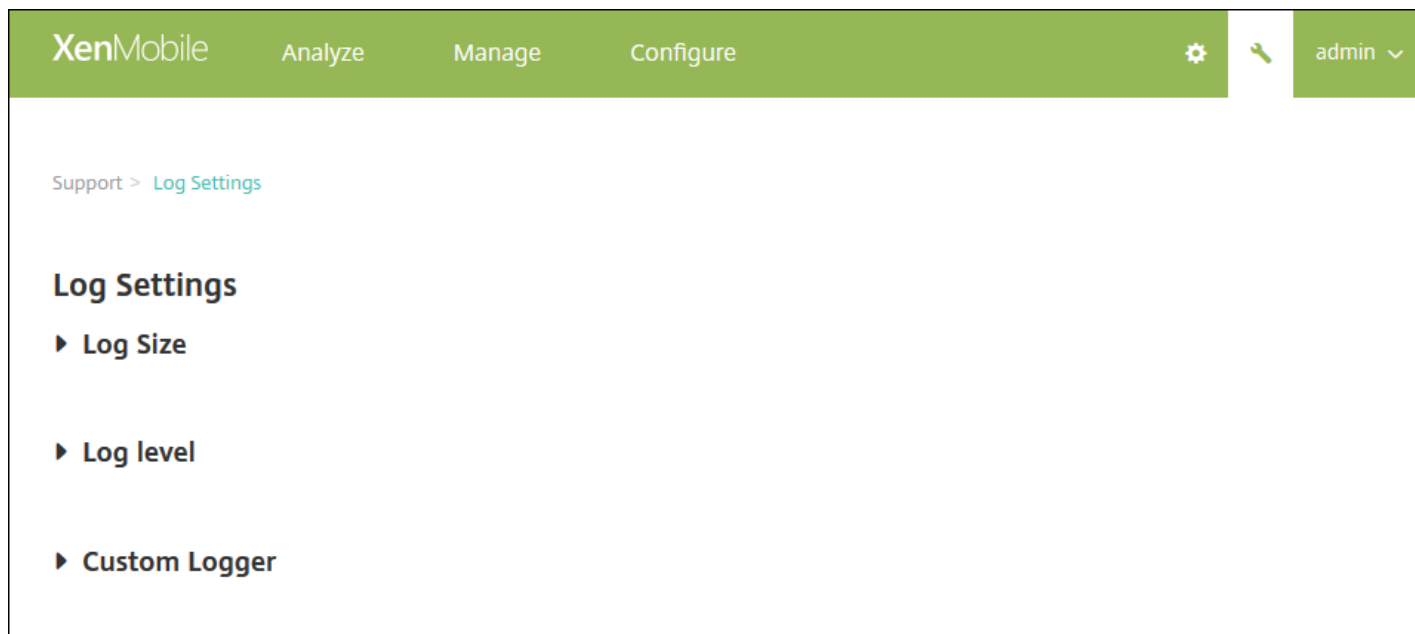 XenMobile Analyze Manage Configure admin
Support > Log Settings
Log Settings
Log Size
Log level
Custom Logger